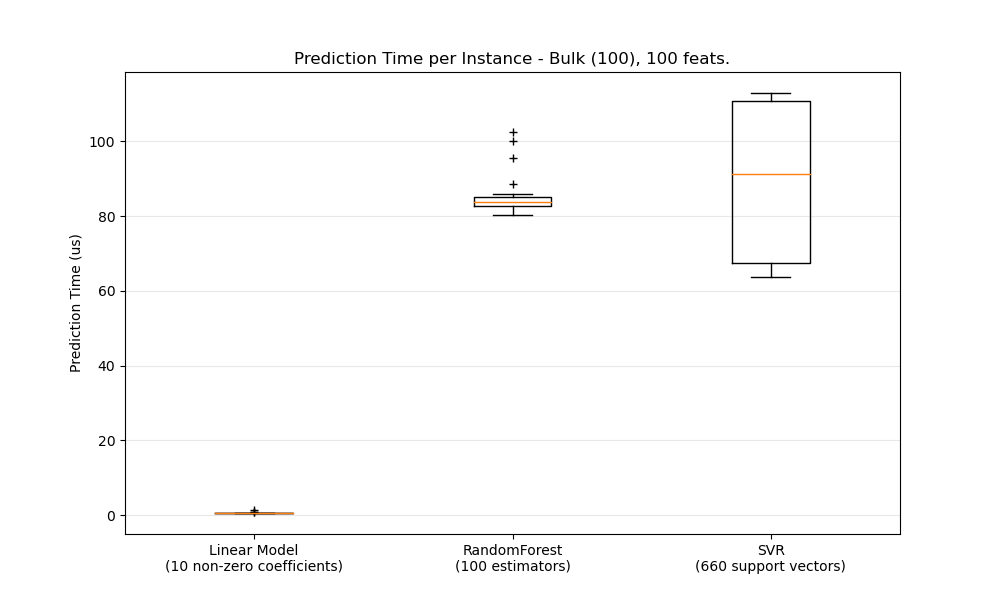 Prediction Time per Instance - Bulk (100), 100 feats.
Prediction Time (us)
100
80
60
40
20
0
Linear Model
(10 non-zero coefficients)
RandomForest
(100 estimators)
SVR
(660 support vectors)